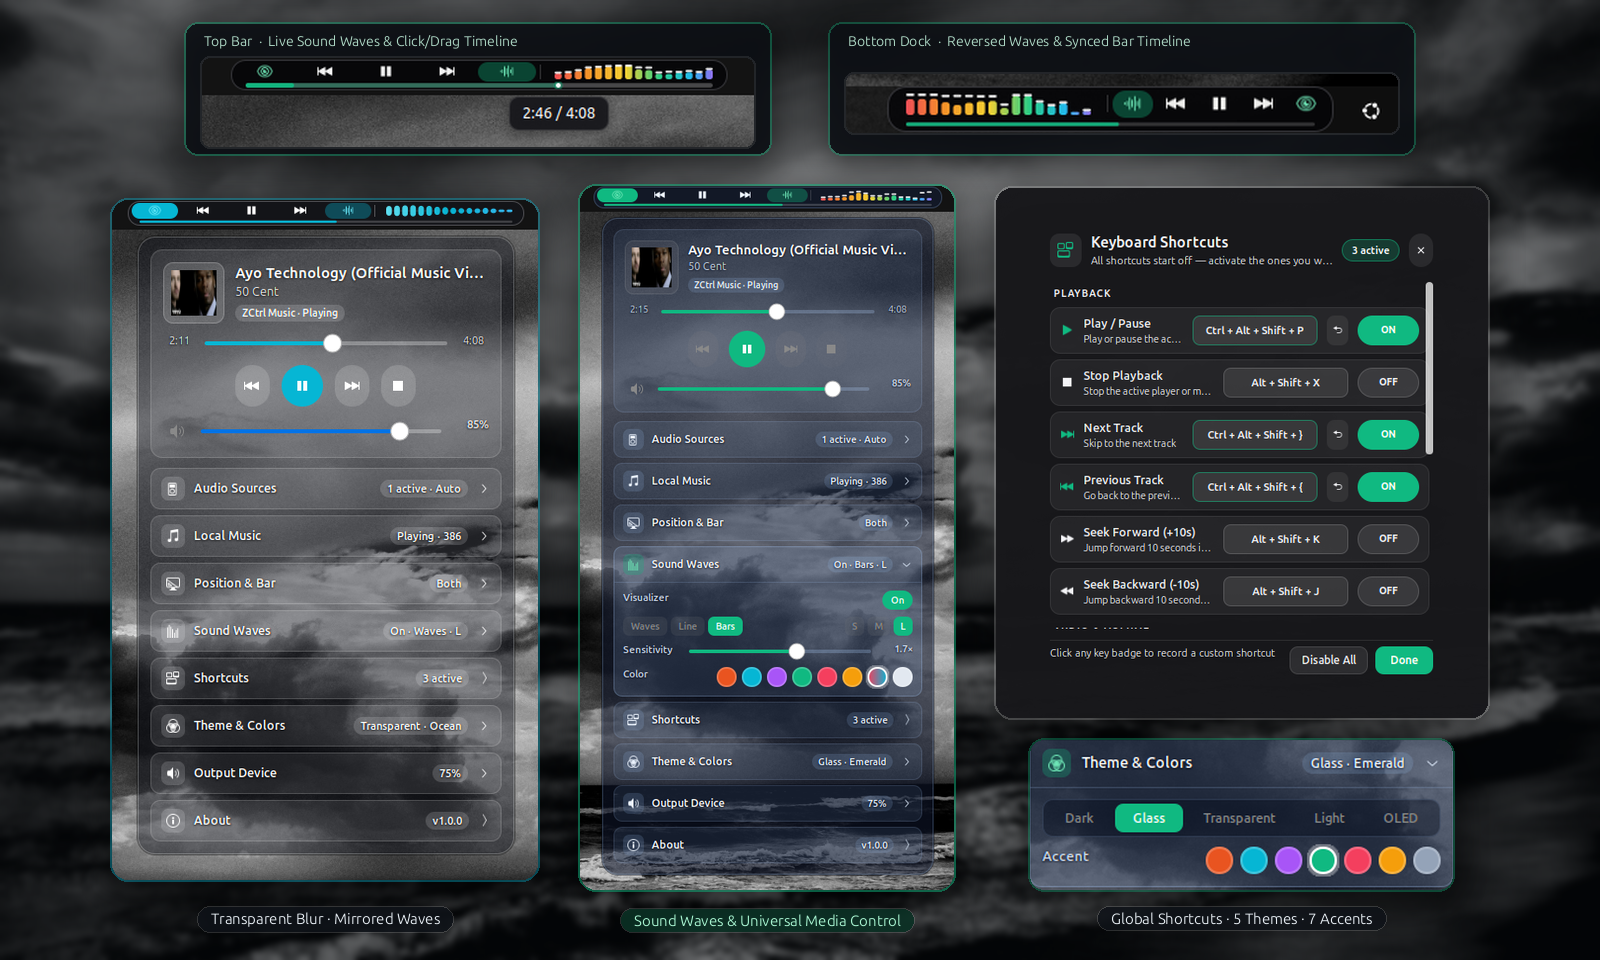 Top Bar · Live Sound Waves & Click/Drag Timeline
2:46 / 4:08
Bottom Dock · Reversed Waves & Synced Bar Timeline
Ayo Technology (Official Music Vi...
50 Cent
ZCtrl Music · Playing
2:11
4:08
85%
Audio Sources
1 active · Auto
Local Music
Playing · 386
Position & Bar
Both
Sound Waves
On · Waves · L
Shortcuts
3 active
Theme & Colors
Transparent · Ocean
Output Device
75%
About
v1.0.0
Transparent Blur · Mirrored Waves
Ayo Technology (Official Music Vi...
50 Cent
ZCtrl Music · Playing
2:15
4:08
85%
Audio Sources
1 active · Auto
Local Music
Playing · 386
Position & Bar
Both
Sound Waves
On · Bars · L
Visualizer
On
Waves
Line
Bars
S
M
L
Sensitivity
1.7×
Color
Shortcuts
3 active
Theme & Colors
Glass · Emerald
Output Device
75%
About
v1.0.0
Sound Waves & Universal Media Control
Keyboard Shortcuts
All shortcuts start off — activate the ones you w...
3 active
PLAYBACK
Play / Pause
Play or pause the ac...
Ctrl + Alt + Shift + P
ON
Stop Playback
Stop the active player or m...
Alt + Shift + X
OFF
Next Track
Skip to the next track
Ctrl + Alt + Shift + }
ON
Previous Track
Go back to the previ...
Ctrl + Alt + Shift + {
ON
Seek Forward (+10s)
Jump forward 10 seconds i...
Alt + Shift + K
OFF
Seek Backward (-10s)
Jump backward 10 second...
Alt + Shift + J
OFF
Click any key badge to record a custom shortcut
Disable All
Done
Theme & Colors
Glass · Emerald
Dark
Glass
Transparent
Light
OLED
Accent
Global Shortcuts · 5 Themes · 7 Accents